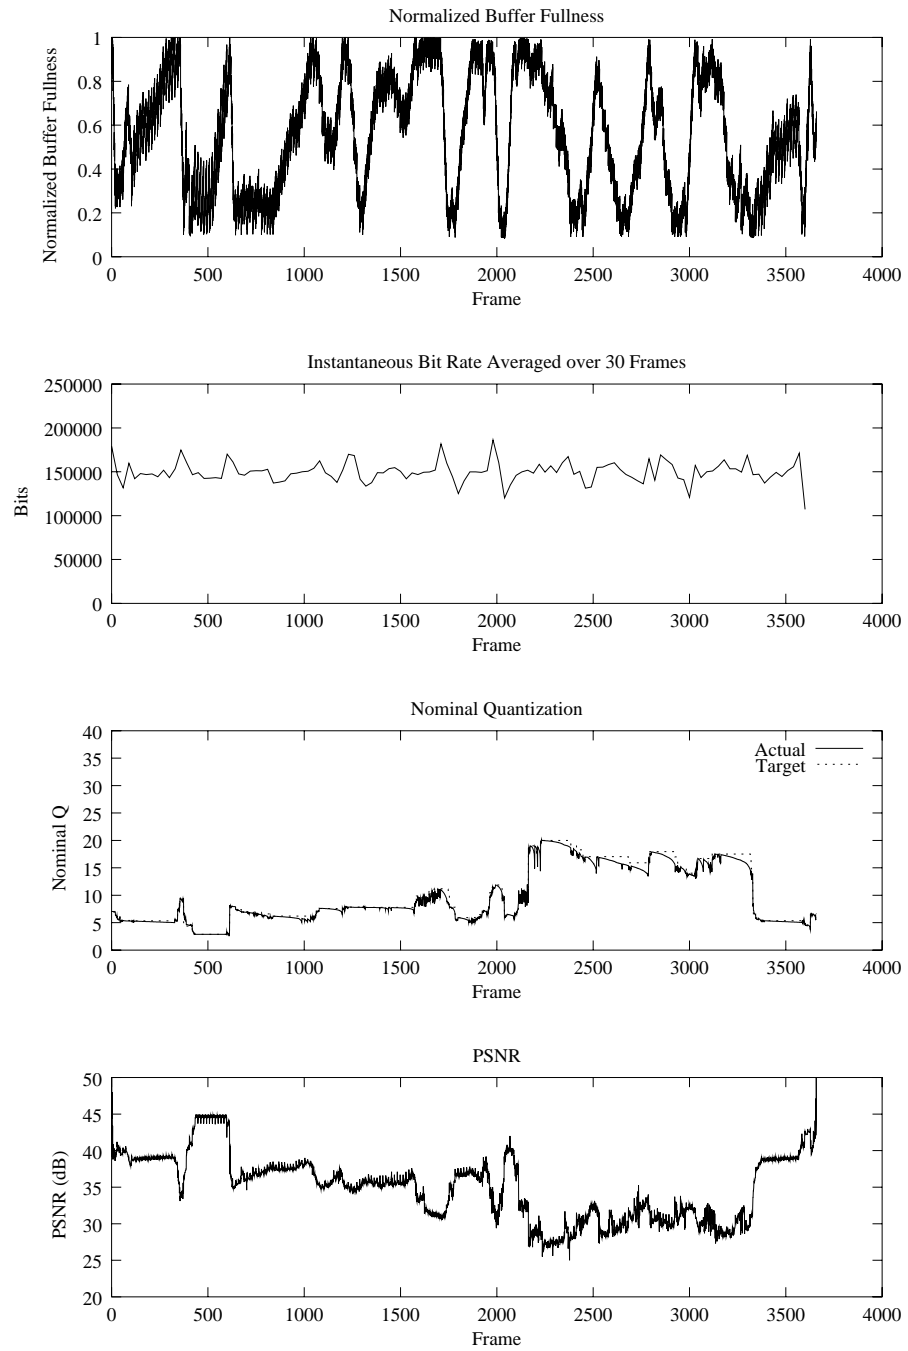 Normalized Buffer Fullness
Normalized Buffer Fullness
1
0.8
0.6
0.4
0.2
0
0 500 1000 1500 2000 2500 3000 3500 4000
Frame
Instantaneous Bit Rate Averaged over 30 Frames
Bits
250000
200000
150000
100000
50000
0
0 500 1000 1500 2000 2500 3000 3500 4000
Frame
Nominal Quantization
Nominal Q
40
35
30
25
20
15
10
5
0
Actual
Target
0 500 1000 1500 2000 2500 3000 3500 4000
Frame
PSNR
PSNR (dB)
50
45
40
35
30
25
20
0 500 1000 1500 2000 2500 3000 3500 4000
Frame